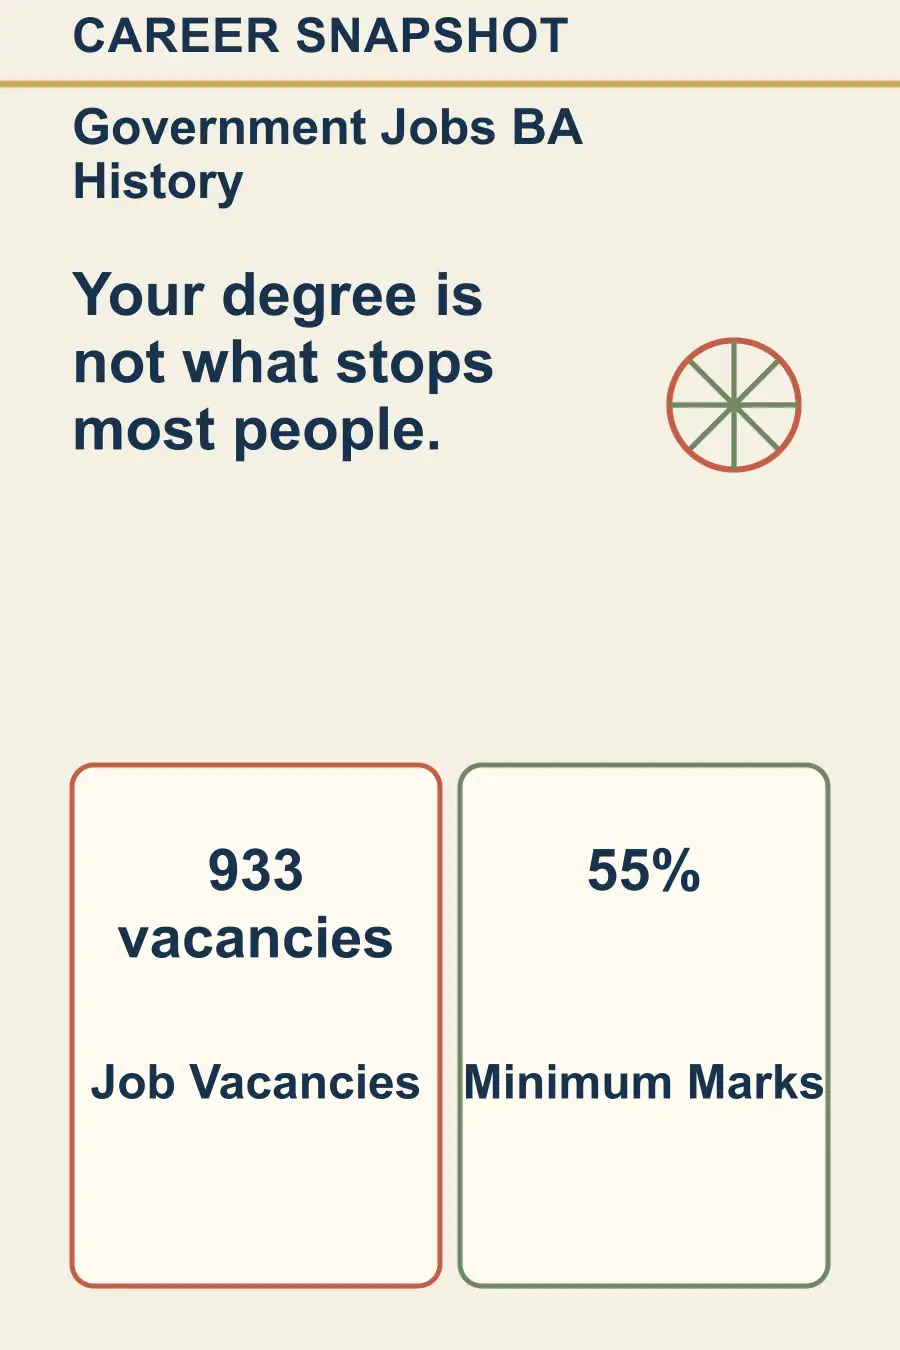 CAREER SNAPSHOT
Government Jobs BA
History
Your degree is
not what stops
most people.
933
vacancies
Job Vacancies
55%
Minimum Marks